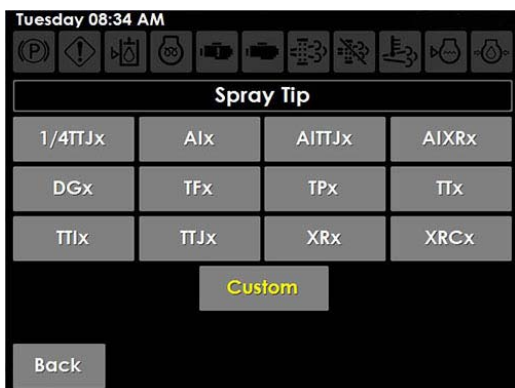 Tuesday 08:34 AM
Spray Tip
1/4TTJx AIx AITTJx AIXRx
DGx TFx TPx TTx
TTIx TTJx XRx XRCx
Custom
Back